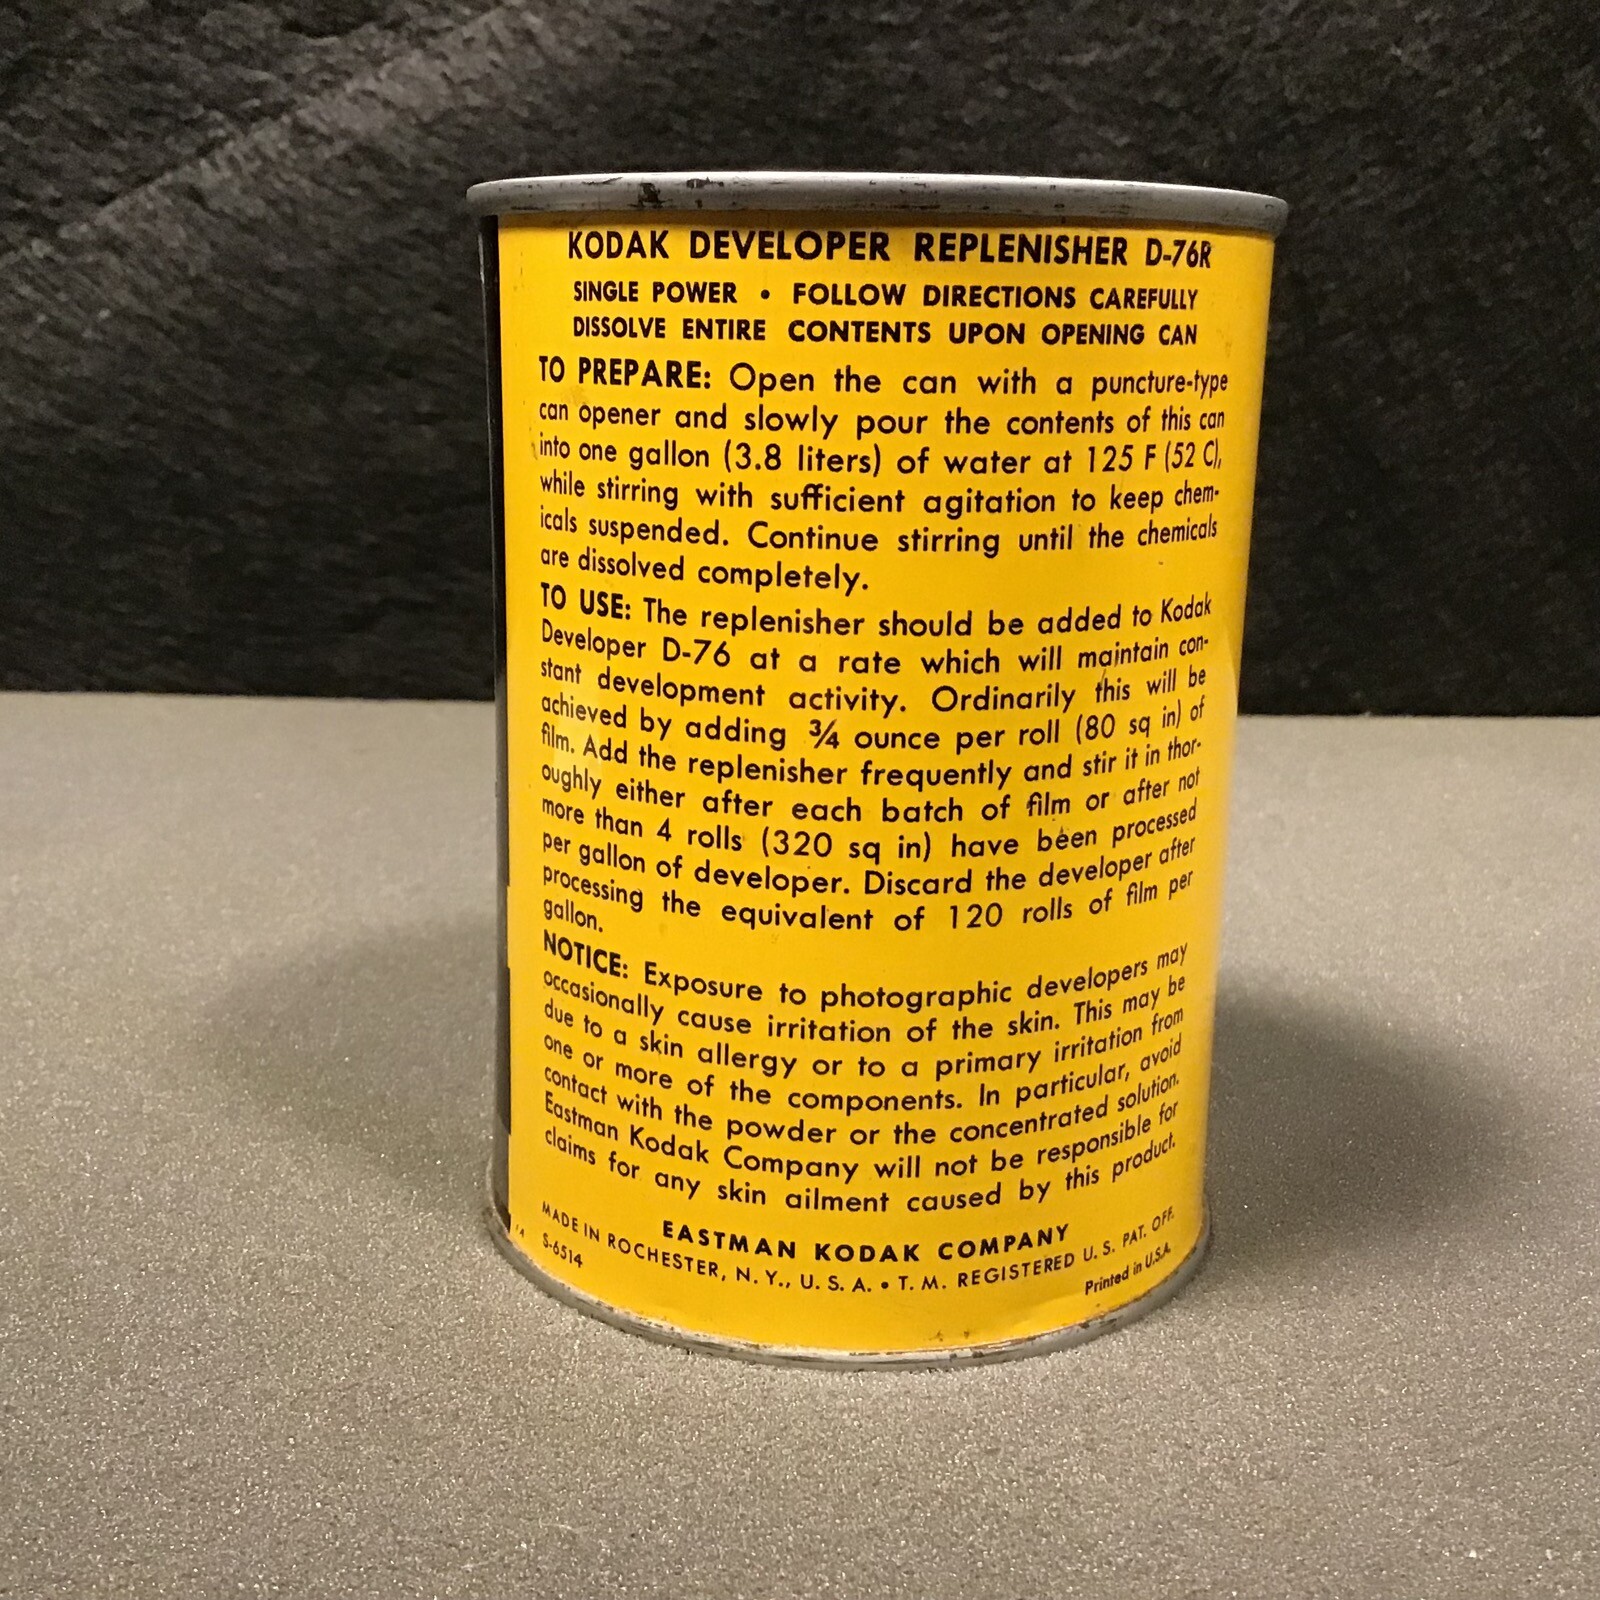 KODAK DEVELOPER REPLENISHER D-76R
SINGLE POWER • FOLLOW DIRECTIONS CAREFULLY
DISSOLVE ENTIRE CONTENTS UPON OPENING CAN
TO PREPARE: Open the can with a puncture-type
can opener and slowly pour the contents of this can
into one gallon (3.8 liters) of water at 125 F (52 C),
while stirring with sufficient agitation to keep chem-
icals suspended. Continue stirring until the chemicals
are dissolved completely.
TO USE: The replenisher should be added to Kodak
Developer D-76 at a rate which will maintain con-
stant development activity. Ordinarily this will be
achieved by adding ¾ ounce per roll (80 sq in) of
film. Add the replenisher frequently and stir it in thor-
oughly either after each batch of film or after not
more than 4 rolls (320 sq in) have been processed
per gallon of developer. Discard the developer after
processing the equivalent of 120 rolls of film per
gallon.
NOTICE: Exposure to photographic developers may
occasionally cause irritation of the skin. This may be
due to a skin allergy or to a primary irritation from
one or more of the components. In particular, avoid
contact with the powder or the concentrated solution.
Eastman Kodak Company will not be responsible for
claims for any skin ailment caused by this product.
EASTMAN KODAK COMPANY
MADE IN ROCHESTER, N. Y., U. S. A. • T. M. REGISTERED U. S. PAT. OFF.
S-6514 Printed in U.S.A.